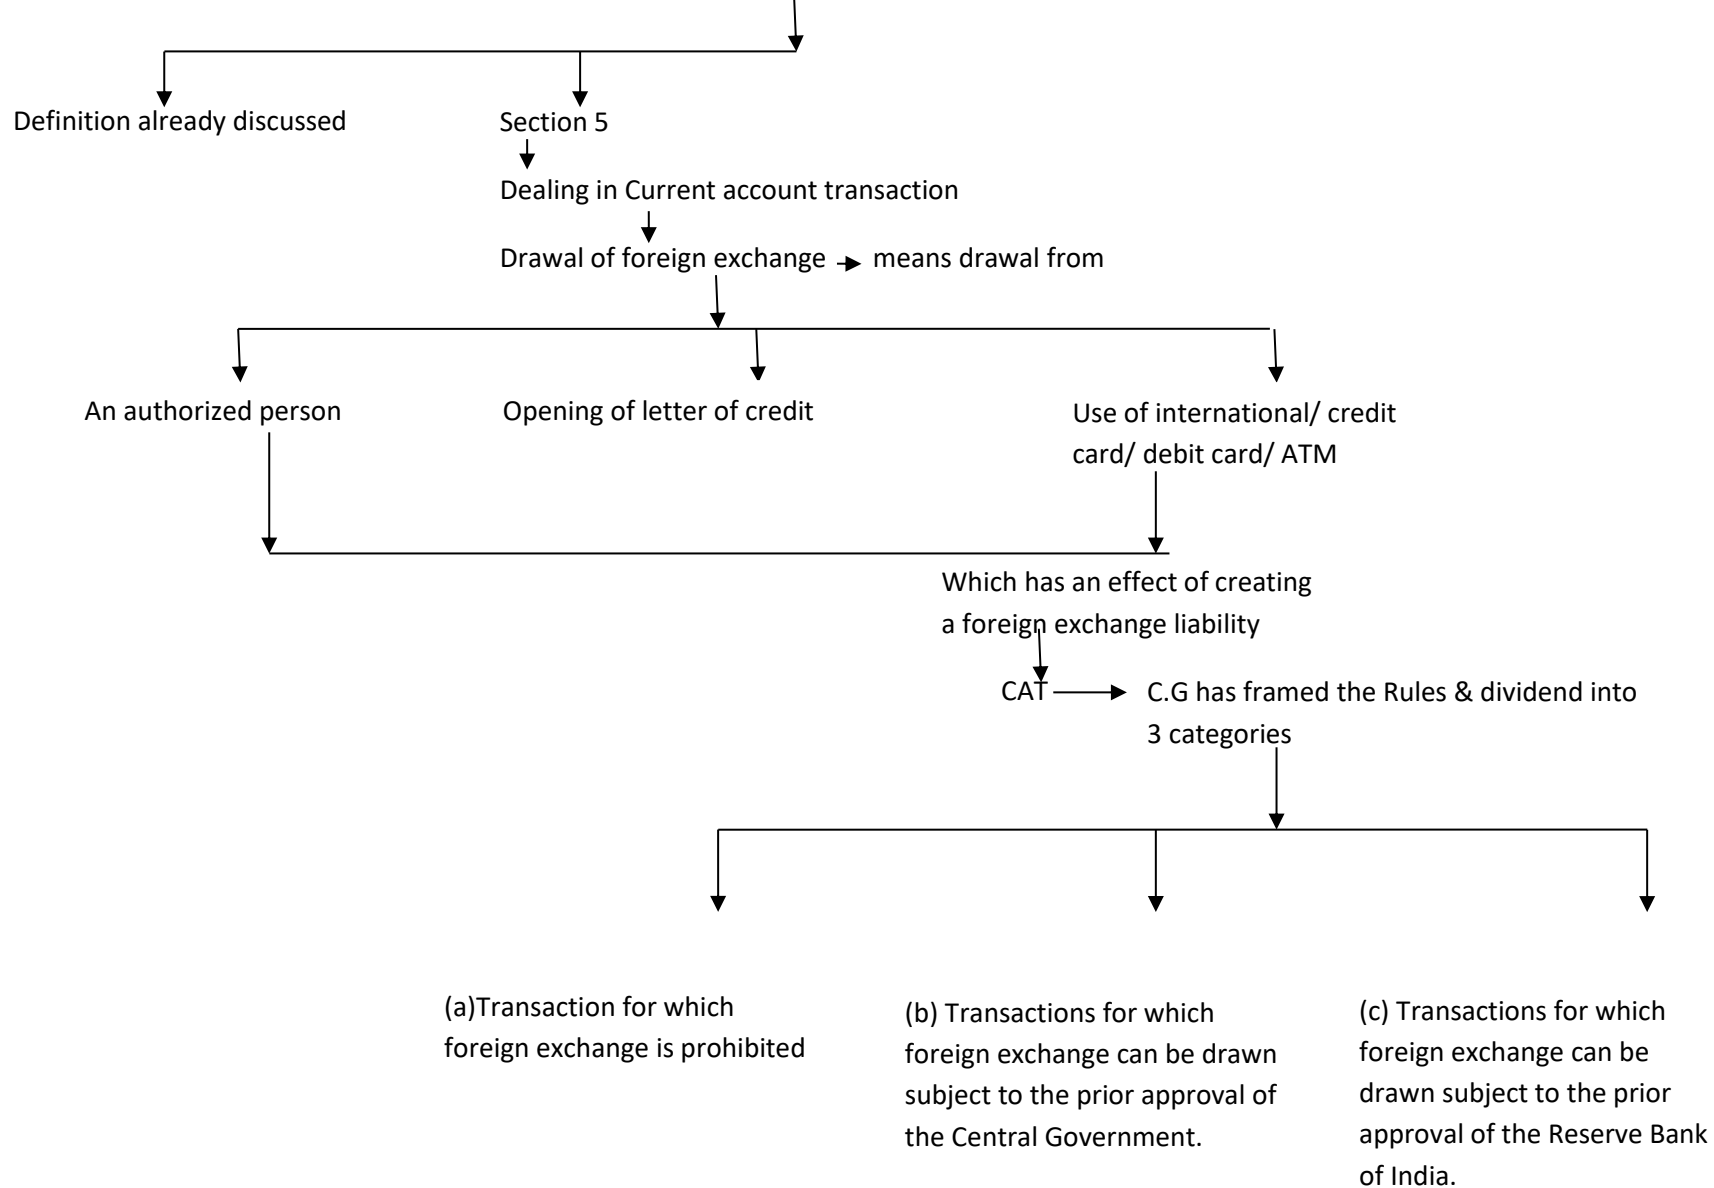 Definition already discussed
Section 5
Dealing in Current account transaction
Drawal of foreign exchange means drawal from
An authorized person
Opening of letter of credit
Use of international/ credit
card/ debit card/ ATM
Which has an effect of creating
a foreign exchange liability
CAT
C.G has framed the Rules & dividend into
3 categories
(a)Transaction for which
foreign exchange is prohibited
(b) Transactions for which
foreign exchange can be drawn
subject to the prior approval of
the Central Government.
(c) Transactions for which
foreign exchange can be
drawn subject to the prior
approval of the Reserve Bank
of India.